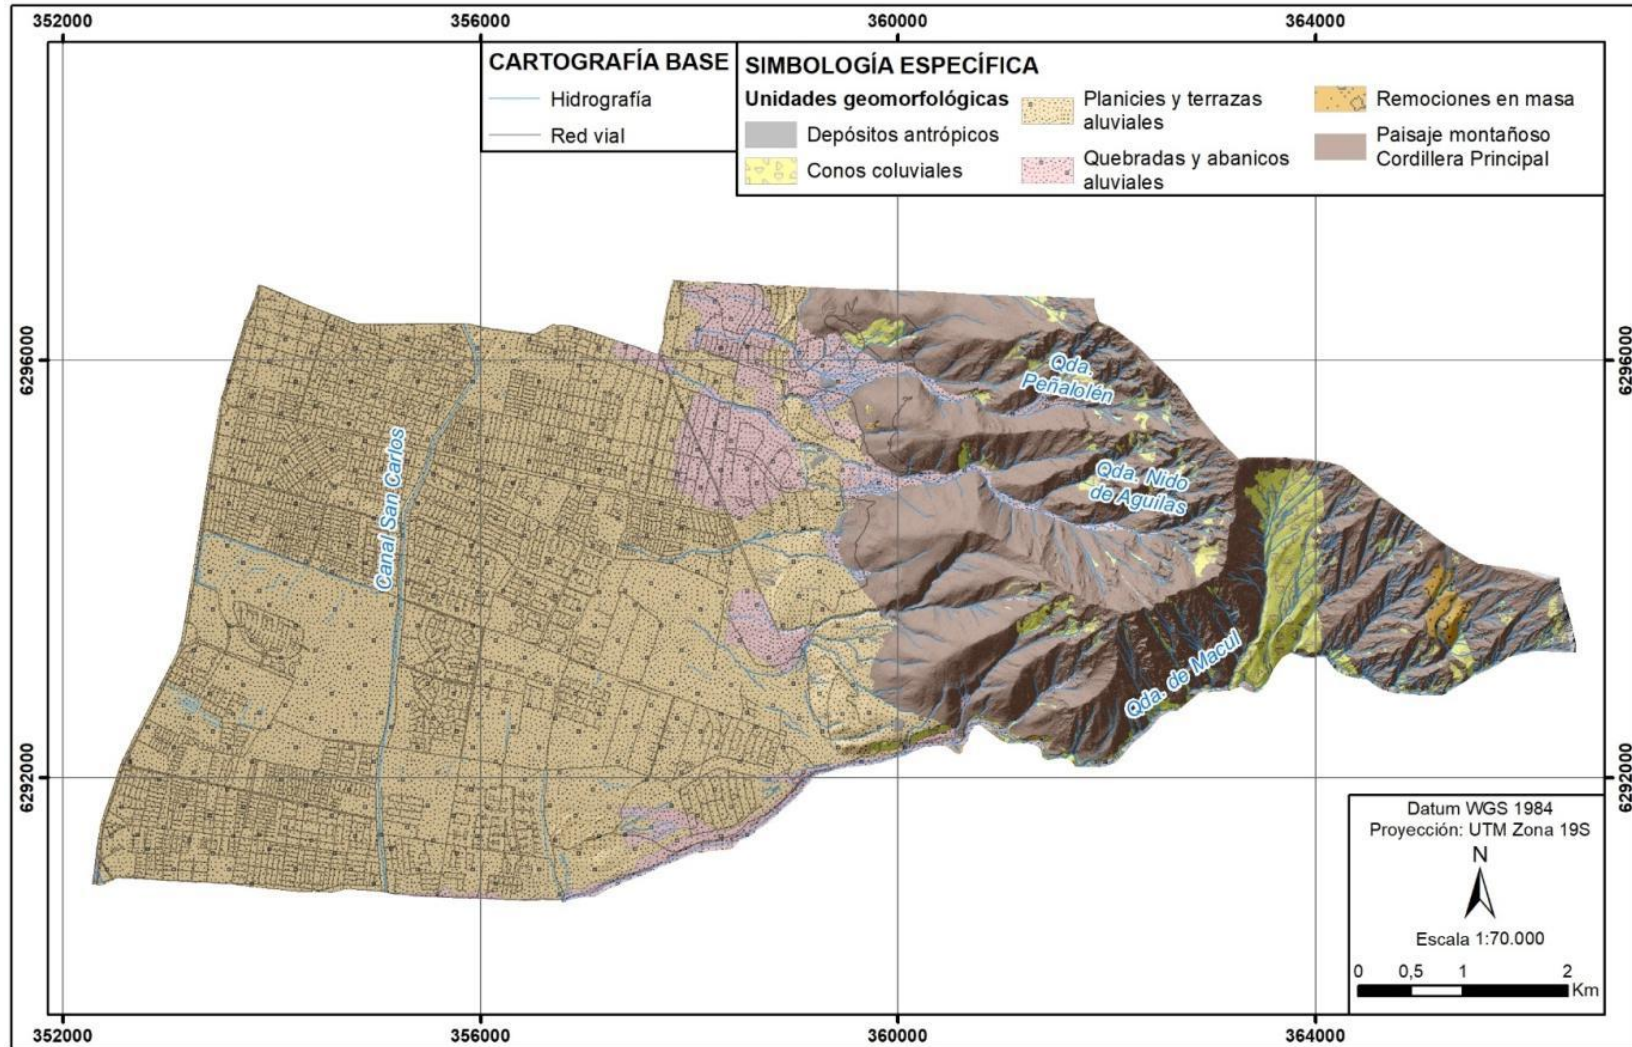 352000
356000
360000
364000
CARTOGRAFÍA BASE
Hidrografía
Red vial
SIMBOLOGÍA ESPECÍFICA
Unidades geomorfológicas
Depósitos antrópicos
Conos coluviales
Planicies y terrazas
aluviales
Quebradas y abanicos
aluviales
Remociones en masa
Paisaje montañoso
Cordillera Principal
6296000
6296000
Qda.
Peñalolén
Canal San Carlos
Qda. Nido
de Aguilas
Qda. de Macul
6292000
6292000
Datum WGS 1984
Proyección: UTM Zona 19S
N
Escala 1:70.000
0 0,5 1 2
Km
352000
356000
360000
364000